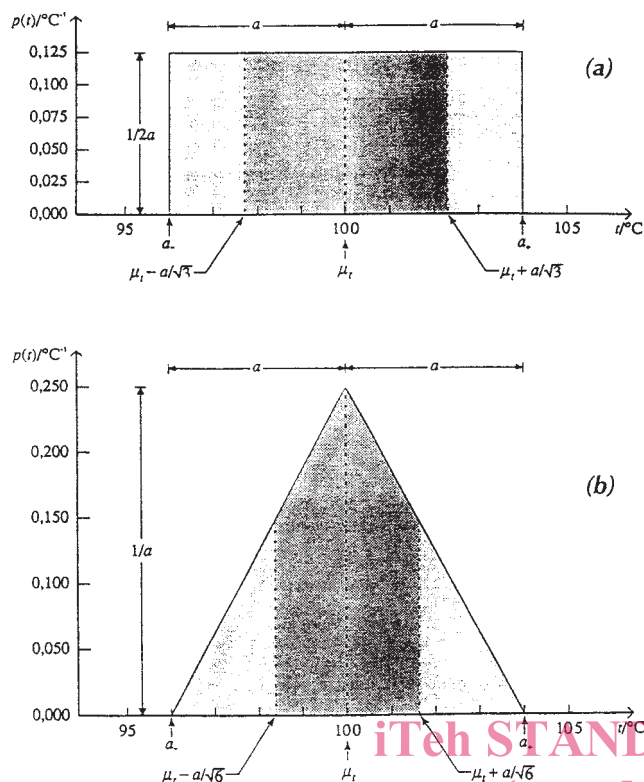 p(t)/°C⁻¹
a a
0,125
(a)
0,100
0,075
1/2a
0,050
0,025
0,000
95 100 105 t/°C
a₋ a₊
μₜ − a/√3 μₜ μₜ + a/√3
p(t)/°C⁻¹
a a
0,250
0,200
(b)
0,150
1/a
0,100
0,050
0,000
95 100 105 t/°C
iTeh STAND
a₋ a₊
μₜ − a/√6 μₜ μₜ + a/√6